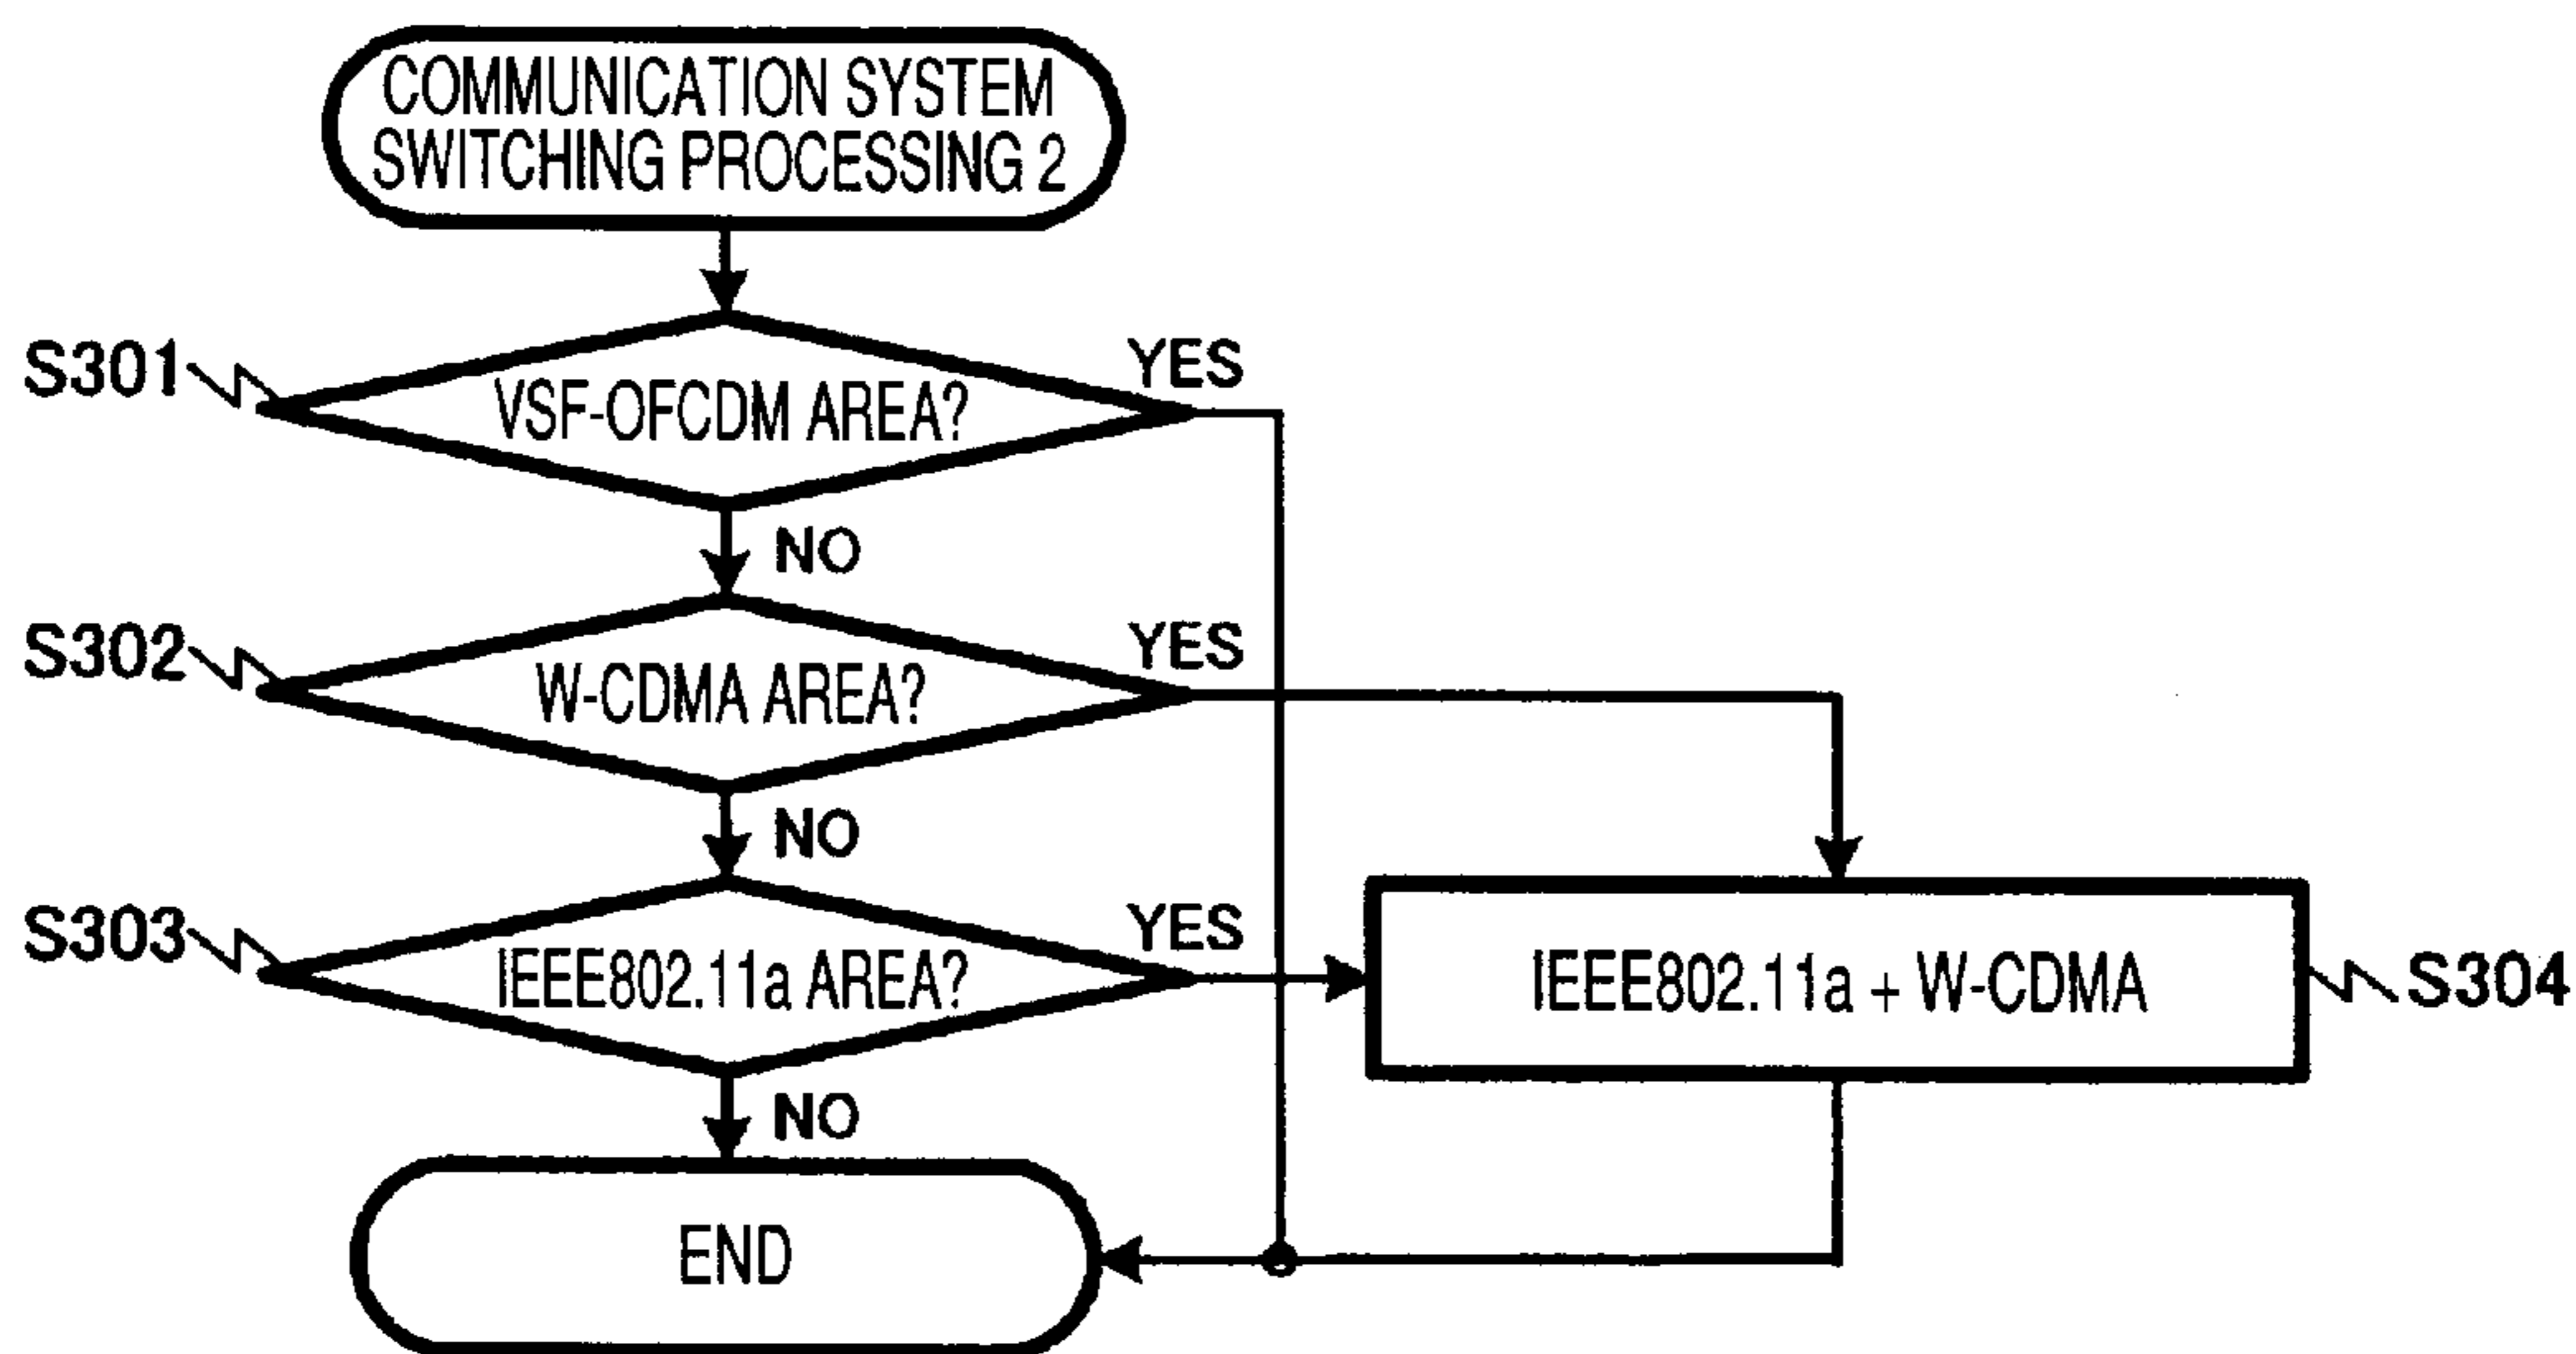 COMMUNICATION SYSTEM
SWITCHING PROCESSING 2
S301
VSF-OFCDM AREA?
YES
NO
S302
W-CDMA AREA?
YES
NO
S303
IEEE802.11a AREA?
YES
IEEE802.11a + W-CDMA
S304
NO
END